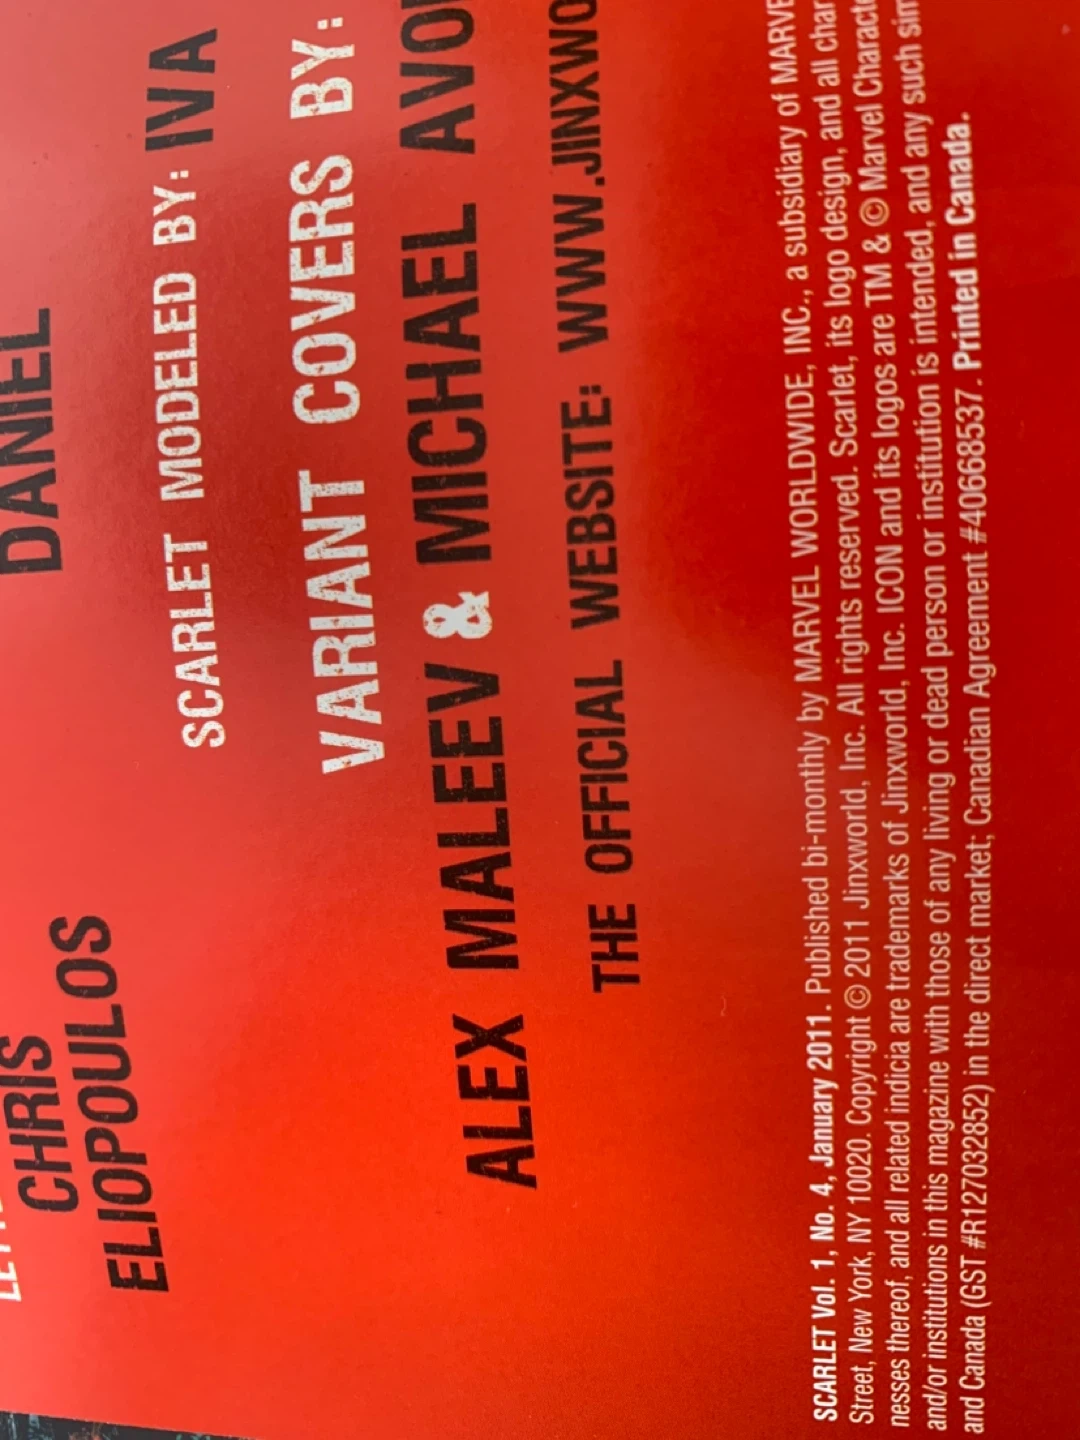 CHRIS
ELIOPOULOS
DANIEL
SCARLET MODELED BY: IVA
VARIANT COVERS BY:
ALEX MALEEV & MICHAEL
THE OFFICIAL WEBSITE:
SCARLET Vol. 1, No. 4, January 2011. Published bi-monthly by MARVEL WORLDWIDE, INC., a subsidiary of
Street, New York, NY 10020. Copyright © 2011 Jinxworld, Inc. All rights reserved. Scarlet, its logo design, and all
nesses thereof, and all related indicia are trademarks of Jinxworld, Inc. ICON and its logos are TM & © Marvel
and/or institutions in this magazine with those of any living or dead person or institution is intended, and any such
and Canada (GST #R127032852) in the direct market; Canadian Agreement #40668537. Printed in Canada.